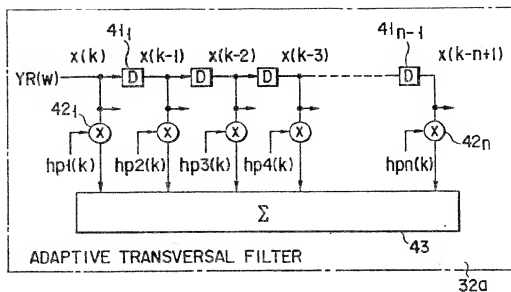 41₁ 41ₙ₋₁
x(k) x(k-1) x(k-2) x(k-3) x(k-n+1)
YR(w) D D D D
42₁ X X X X X 42ₙ
hp1(k) hp2(k) hp3(k) hp4(k) hpn(k)
Σ
43
ADAPTIVE TRANSVERSAL FILTER
32a